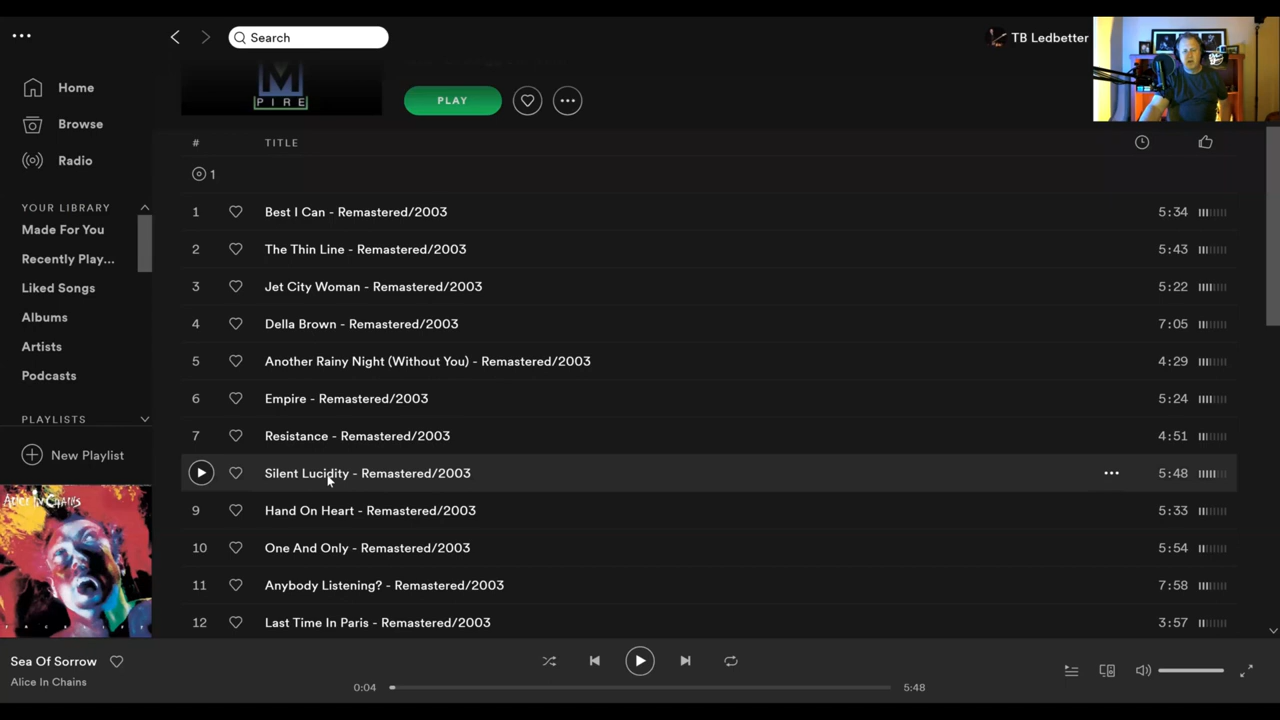 Search
TB Ledbetter
Home
Browse
Radio
YOUR LIBRARY
Made For You
Recently Play...
Liked Songs
Albums
Artists
Podcasts
PLAYLISTS
New Playlist
M
PIRE
PLAY
# TITLE
1
1 Best I Can - Remastered/2003 5:34
2 The Thin Line - Remastered/2003 5:43
3 Jet City Woman - Remastered/2003 5:22
4 Della Brown - Remastered/2003 7:05
5 Another Rainy Night (Without You) - Remastered/2003 4:29
6 Empire - Remastered/2003 5:24
7 Resistance - Remastered/2003 4:51
Silent Lucidity - Remastered/2003 5:48
9 Hand On Heart - Remastered/2003 5:33
10 One And Only - Remastered/2003 5:54
11 Anybody Listening? - Remastered/2003 7:58
12 Last Time In Paris - Remastered/2003 3:57
ALICE IN CHAINS
Sea Of Sorrow
Alice In Chains
0:04 5:48